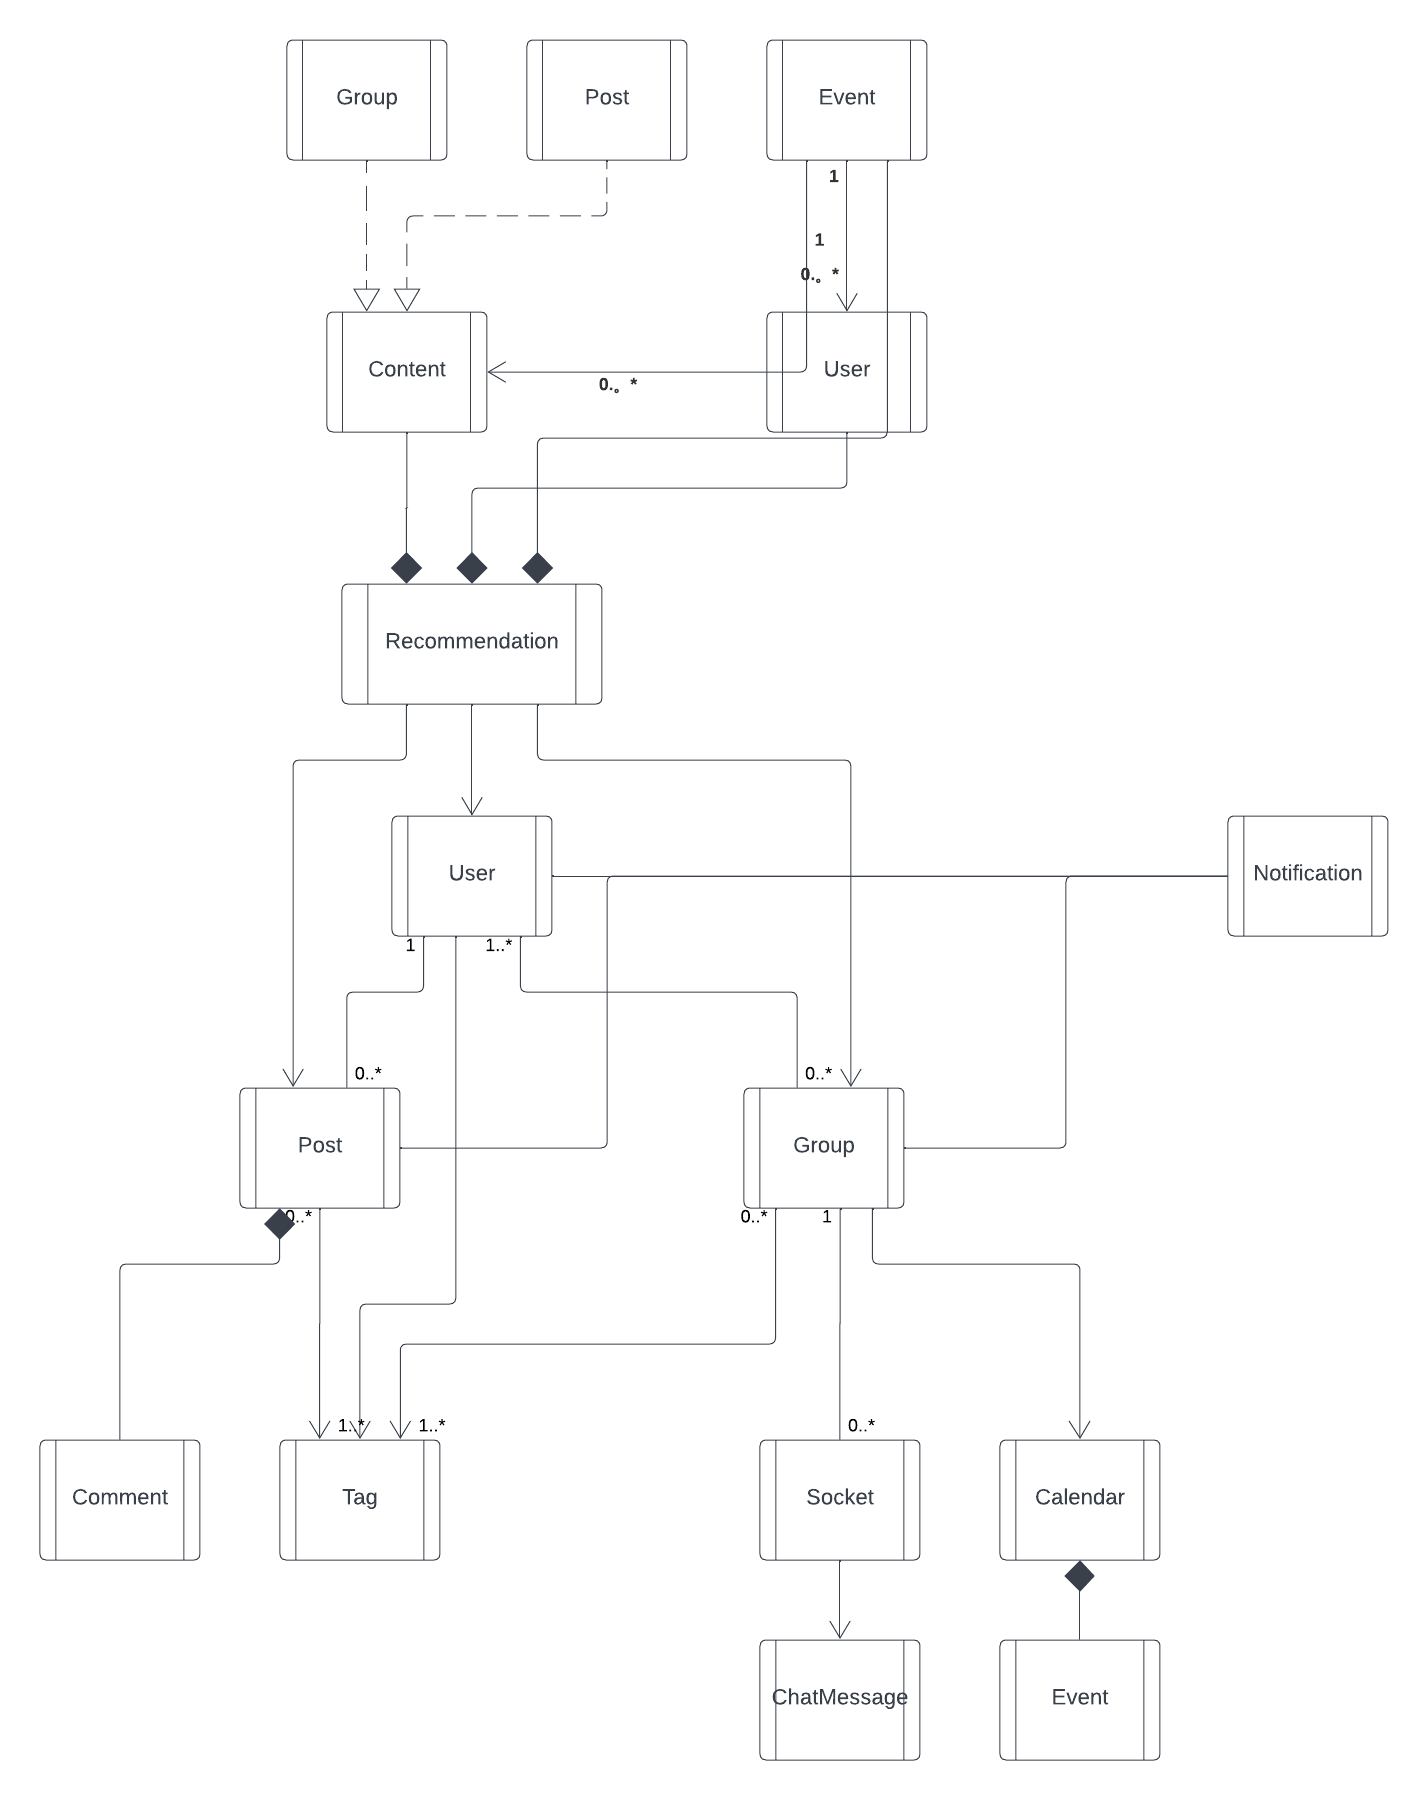 Group
Post
Event
1
1
0.。*
Content
User
0.。*
Recommendation
User
Notification
1
1..*
0..*
0..*
Post
Group
0..*
0..*
1
1..*
1..*
0..*
Comment
Tag
Socket
Calendar
ChatMessage
Event